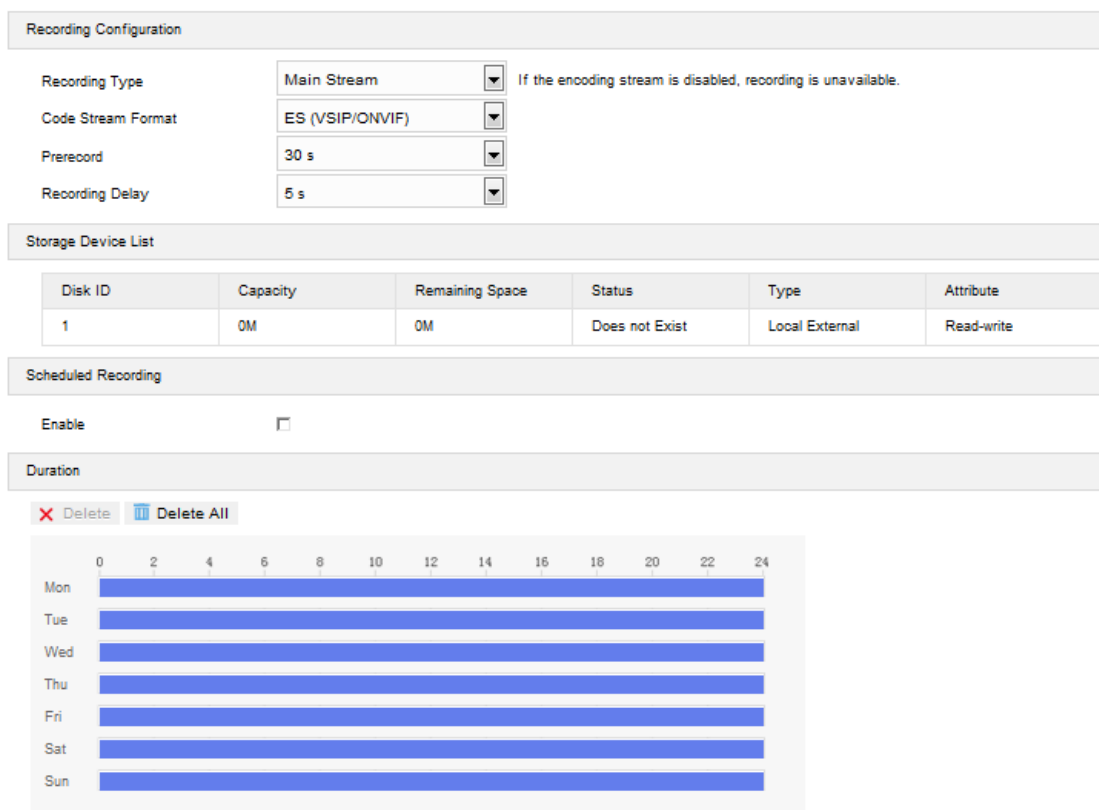 Recording Configuration
Recording Type Main Stream If the encoding stream is disabled, recording is unavailable.
Code Stream Format ES (VSIP/ONVIF)
Prerecord 30 s
Recording Delay 5 s
Storage Device List
Disk ID Capacity Remaining Space Status Type Attribute
1 0M 0M Does not Exist Local External Read-write
Scheduled Recording
Enable
Duration
Delete Delete All
0 2 4 6 8 10 12 14 16 18 20 22 24
Mon
Tue
Wed
Thu
Fri
Sat
Sun